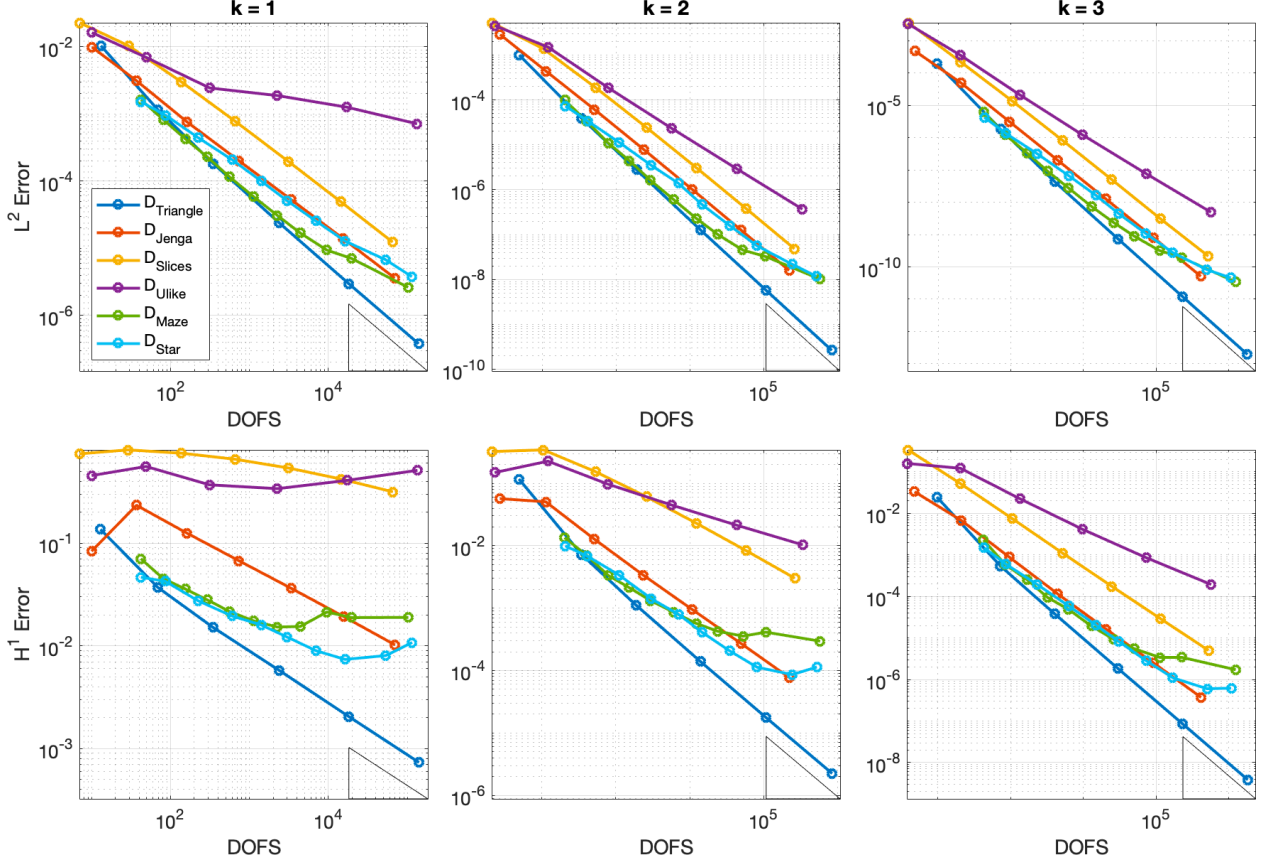 k = 1
k = 2
k = 3
L² Error
10⁻²
10⁻⁴
10⁻⁶
D_Triangle
D_Jenga
D_Slices
D_Ulike
D_Maze
D_Star
10²
10⁴
DOFS
10⁻⁴
10⁻⁶
10⁻⁸
10⁻¹⁰
10⁵
DOFS
10⁻⁵
10⁻¹⁰
10⁵
DOFS
H¹ Error
10⁻¹
10⁻²
10⁻³
10²
10⁴
DOFS
10⁻²
10⁻⁴
10⁻⁶
10⁵
DOFS
10⁻²
10⁻⁴
10⁻⁶
10⁻⁸
10⁵
DOFS